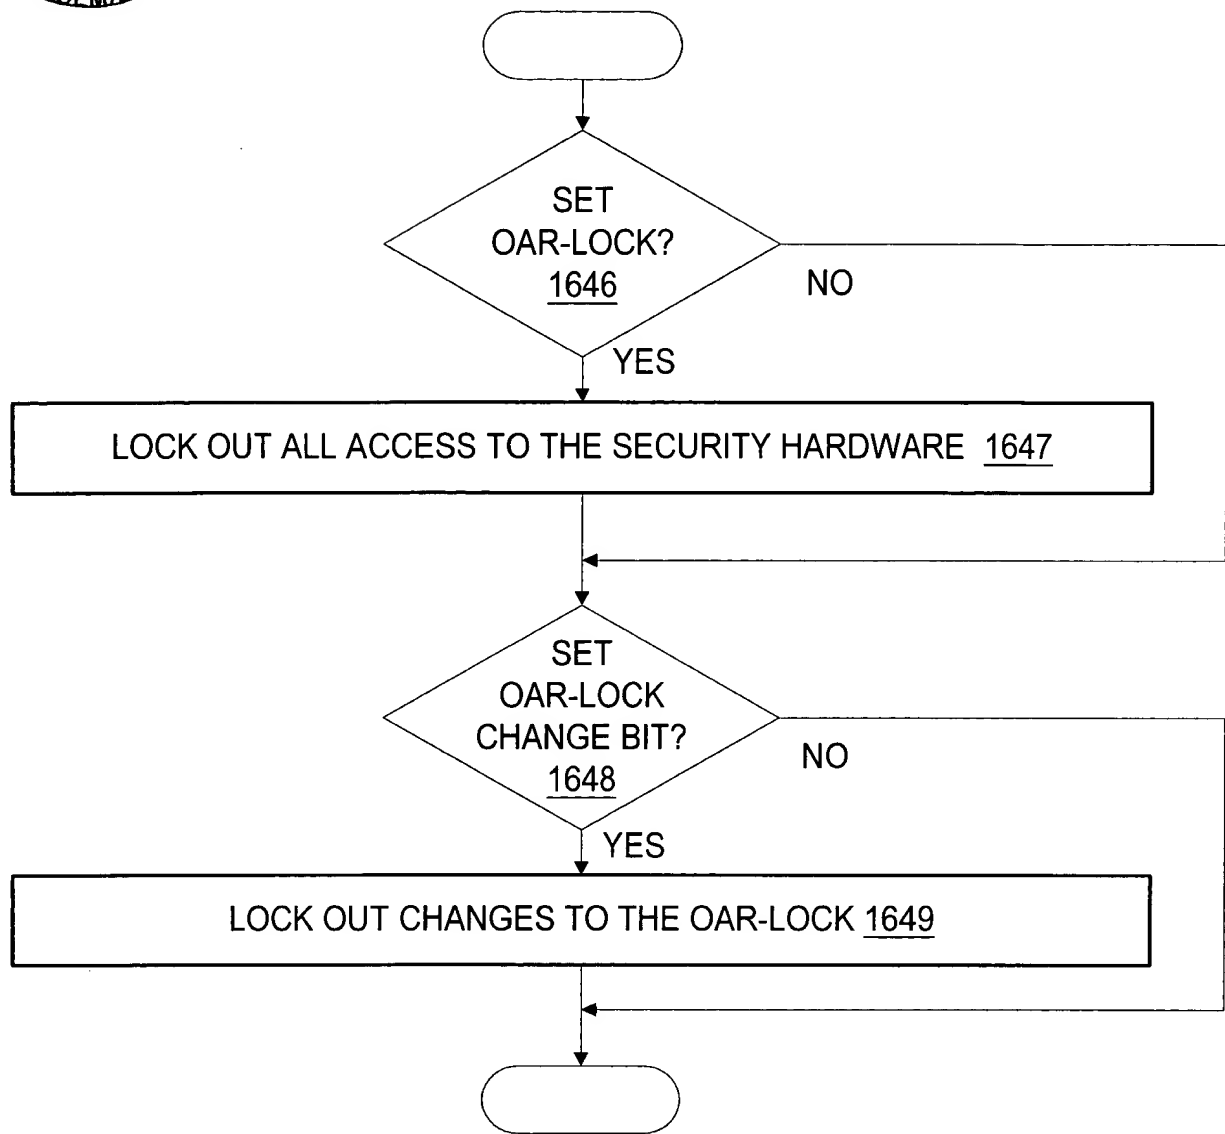 SET
OAR-LOCK?
1646
NO
YES
LOCK OUT ALL ACCESS TO THE SECURITY HARDWARE 1647
SET
OAR-LOCK
CHANGE BIT?
1648
NO
YES
LOCK OUT CHANGES TO THE OAR-LOCK 1649